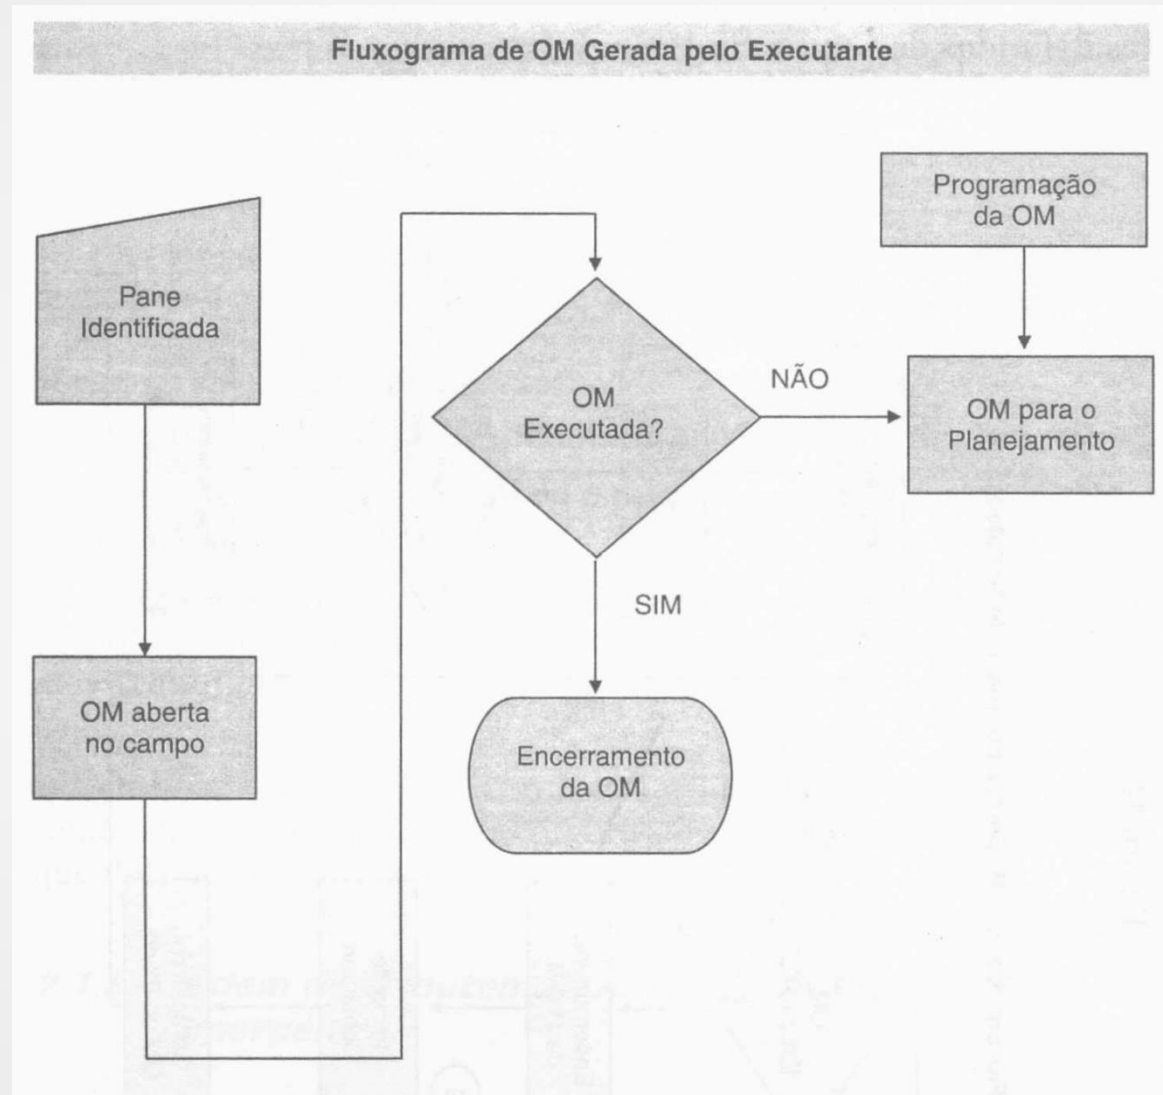 Fluxograma de OM Gerada pelo Executante
Pane
Identificada
OM aberta
no campo
OM
Executada?
NÃO
SIM
Encerramento
da OM
Programação
da OM
OM para o
Planejamento